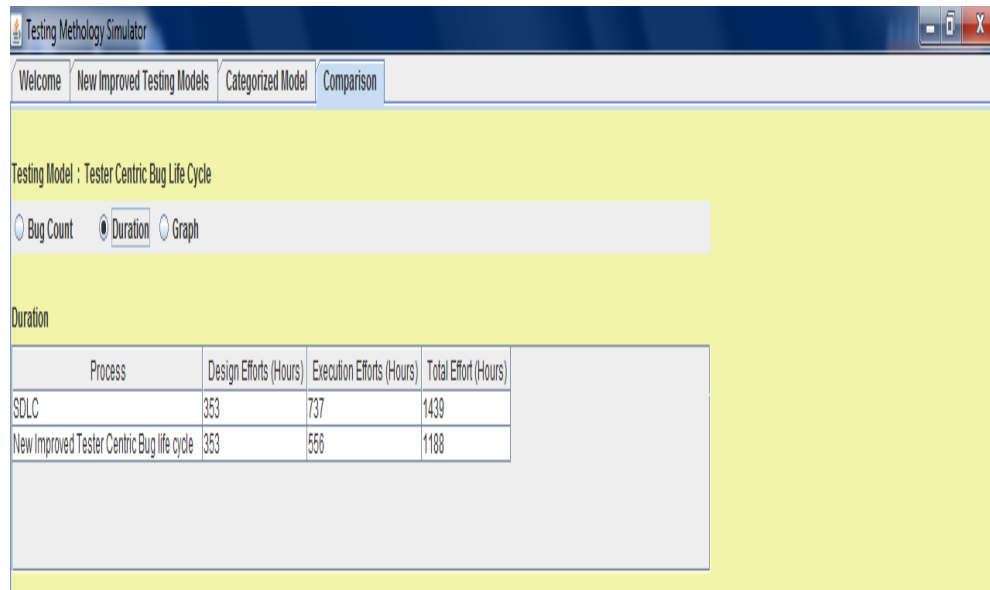 Testing Methology Simulator
X
Welcome New Improved Testing Models Categorized Model Comparison
Testing Model : Tester Centric Bug Life Cycle
Bug Count Duration Graph
Duration
Process Design Efforts (Hours) Execution Efforts (Hours) Total Effort (Hours)
SDLC 353 737 1439
New Improved Tester Centric Bug life cycle 353 556 1188